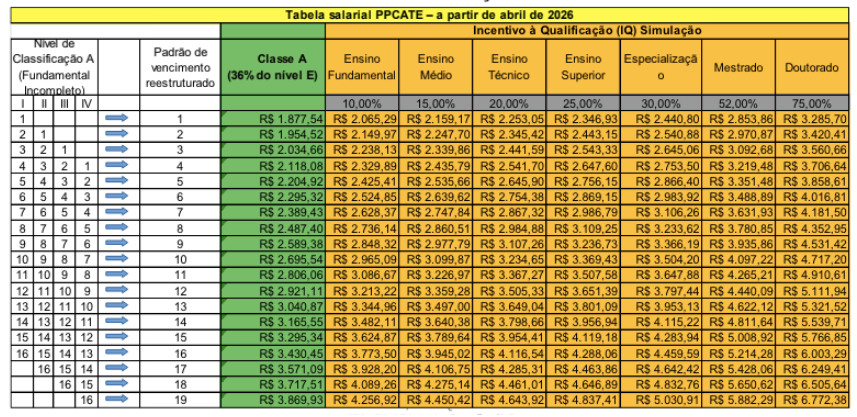 Tabela salarial PPCATE – a partir de abril de 2026
Incentivo à Qualificação (IQ) Simulação
Nível de Classificação A (Fundamental Incompleto) Padrão de vencimento reestruturado Classe A (36% do nível E) Ensino Fundamental Ensino Médio Ensino Técnico Ensino Superior Especialização Mestrado Doutorado
I II III IV 10,00% 15,00% 20,00% 25,00% 30,00% 52,00% 75,00%
1 1 R$ 1.877,54 R$ 2.065,29 R$ 2.159,17 R$ 2.253,05 R$ 2.346,93 R$ 2.440,80 R$ 2.853,86 R$ 3.285,70
2 1 2 R$ 1.954,52 R$ 2.149,97 R$ 2.247,70 R$ 2.345,42 R$ 2.443,15 R$ 2.540,88 R$ 2.970,87 R$ 3.420,41
3 2 1 3 R$ 2.034,66 R$ 2.238,13 R$ 2.339,86 R$ 2.441,59 R$ 2.543,33 R$ 2.645,06 R$ 3.092,68 R$ 3.560,66
4 3 2 1 4 R$ 2.118,08 R$ 2.329,89 R$ 2.435,79 R$ 2.541,70 R$ 2.647,60 R$ 2.753,50 R$ 3.219,48 R$ 3.706,64
5 4 3 2 5 R$ 2.204,92 R$ 2.425,41 R$ 2.535,66 R$ 2.645,90 R$ 2.756,15 R$ 2.866,40 R$ 3.351,48 R$ 3.858,61
6 5 4 3 6 R$ 2.295,32 R$ 2.524,85 R$ 2.639,62 R$ 2.754,38 R$ 2.869,15 R$ 2.983,92 R$ 3.488,89 R$ 4.016,81
7 6 5 4 7 R$ 2.389,43 R$ 2.628,37 R$ 2.747,84 R$ 2.867,32 R$ 2.986,79 R$ 3.106,26 R$ 3.631,93 R$ 4.181,50
8 7 6 5 8 R$ 2.487,40 R$ 2.736,14 R$ 2.860,51 R$ 2.984,88 R$ 3.109,25 R$ 3.233,62 R$ 3.780,85 R$ 4.352,95
9 8 7 6 9 R$ 2.589,38 R$ 2.848,32 R$ 2.977,79 R$ 3.107,26 R$ 3.236,73 R$ 3.366,19 R$ 3.935,86 R$ 4.531,42
10 9 8 7 10 R$ 2.695,54 R$ 2.965,09 R$ 3.099,87 R$ 3.234,65 R$ 3.369,43 R$ 3.504,20 R$ 4.097,22 R$ 4.717,20
11 10 9 8 11 R$ 2.806,06 R$ 3.086,67 R$ 3.226,97 R$ 3.367,27 R$ 3.507,58 R$ 3.647,88 R$ 4.265,21 R$ 4.910,61
12 11 10 9 12 R$ 2.921,11 R$ 3.213,22 R$ 3.359,28 R$ 3.505,33 R$ 3.651,39 R$ 3.797,44 R$ 4.440,09 R$ 5.111,94
13 12 11 10 13 R$ 3.040,87 R$ 3.344,96 R$ 3.497,00 R$ 3.649,04 R$ 3.801,09 R$ 3.953,13 R$ 4.622,12 R$ 5.321,52
14 13 12 11 14 R$ 3.165,55 R$ 3.482,11 R$ 3.640,38 R$ 3.798,66 R$ 3.956,94 R$ 4.115,22 R$ 4.811,64 R$ 5.539,71
15 14 13 12 15 R$ 3.295,34 R$ 3.624,87 R$ 3.789,64 R$ 3.954,41 R$ 4.119,18 R$ 4.283,94 R$ 5.008,92 R$ 5.766,85
16 15 14 13 16 R$ 3.430,45 R$ 3.773,50 R$ 3.945,02 R$ 4.116,54 R$ 4.288,06 R$ 4.459,59 R$ 5.214,28 R$ 6.003,29
16 15 14 17 R$ 3.571,09 R$ 3.928,20 R$ 4.106,75 R$ 4.285,31 R$ 4.463,86 R$ 4.642,42 R$ 5.428,06 R$ 6.249,41
16 15 18 R$ 3.717,51 R$ 4.089,26 R$ 4.275,14 R$ 4.461,01 R$ 4.646,89 R$ 4.832,76 R$ 5.650,62 R$ 6.505,64
16 19 R$ 3.869,93 R$ 4.256,92 R$ 4.450,42 R$ 4.643,92 R$ 4.837,41 R$ 5.030,91 R$ 5.882,29 R$ 6.772,38